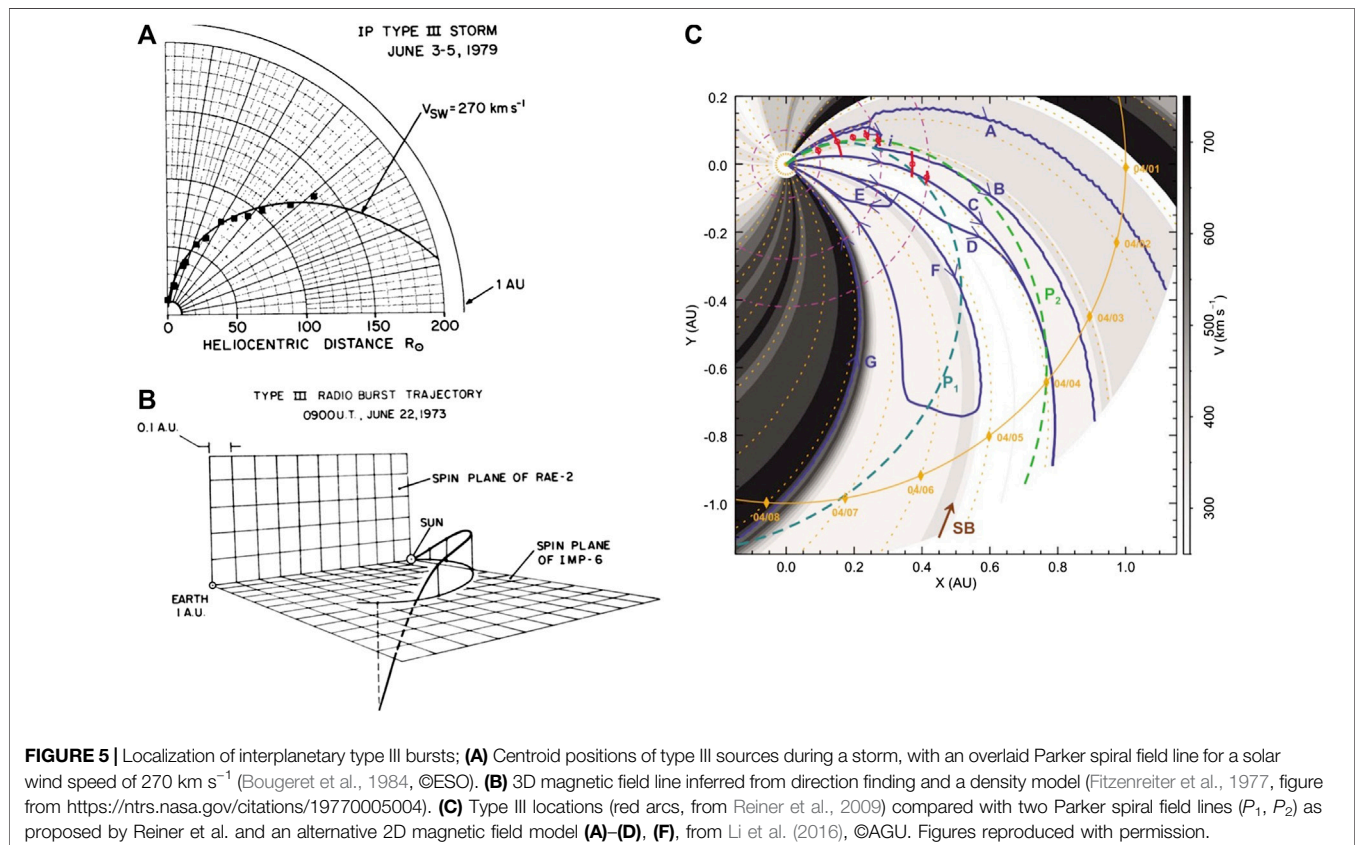 A
IP TYPE III STORM
JUNE 3-5, 1979
V_SW = 270 km s⁻¹
1 AU
0 50 100 150 200
HELIOCENTRIC DISTANCE R⊙
B
TYPE III RADIO BURST TRAJECTORY
0900 U.T., JUNE 22, 1973
0.1 A.U.
SPIN PLANE OF RAE-2
SUN
SPIN PLANE
OF IMP-6
EARTH
1 A.U.
C
0.2
0.0
-0.2
-0.4
-0.6
-0.8
-1.0
Y (AU)
0.0 0.2 0.4 0.6 0.8 1.0
X (AU)
A
i
B
C
D
E
F
G
P₁
P₂
SB
04/01
04/02
04/03
04/04
04/05
04/06
04/07
04/08
700
600
500
400
300
V (km s⁻¹)
FIGURE 5 | Localization of interplanetary type III bursts; (A) Centroid positions of type III sources during a storm, with an overlaid Parker spiral field line for a solar
wind speed of 270 km s⁻¹ (Bougeret et al., 1984, ©ESO). (B) 3D magnetic field line inferred from direction finding and a density model (Fitzenreiter et al., 1977, figure
from https://ntrs.nasa.gov/citations/19770005004). (C) Type III locations (red arcs, from Reiner et al., 2009) compared with two Parker spiral field lines (P₁, P₂) as
proposed by Reiner et al. and an alternative 2D magnetic field model (A)–(D), (F), from Li et al. (2016), ©AGU. Figures reproduced with permission.